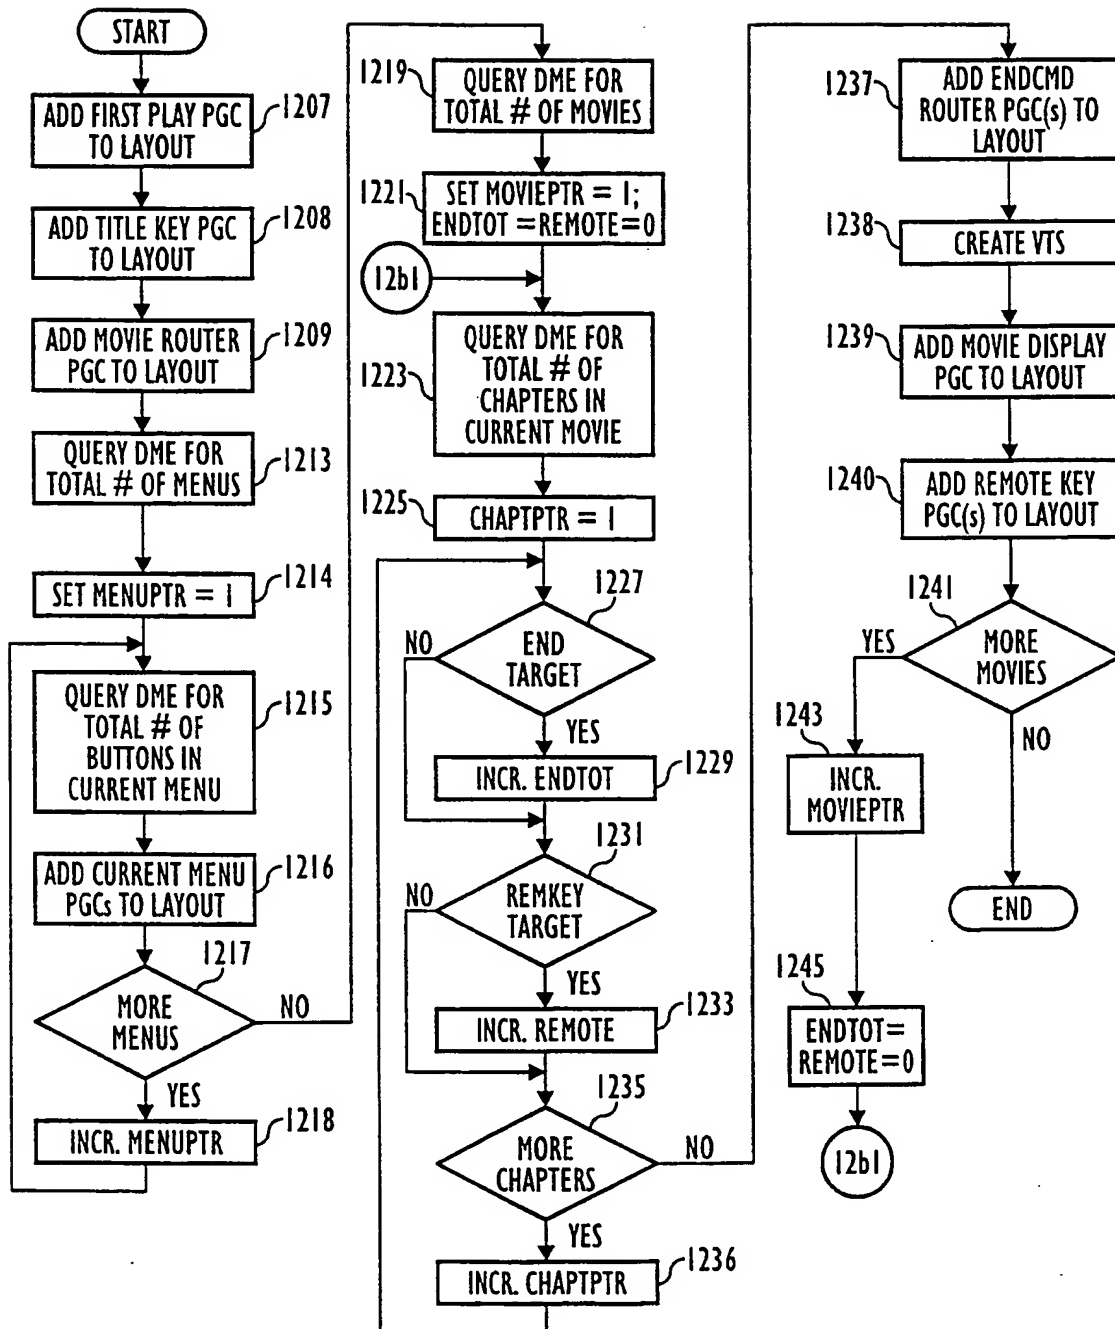 START
ADD FIRST PLAY PGC
TO LAYOUT
1207
ADD TITLE KEY PGC
TO LAYOUT
1208
ADD MOVIE ROUTER
PGC TO LAYOUT
1209
QUERY DME FOR
TOTAL # OF MENUS
1213
SET MENUPTR = 1
1214
QUERY DME FOR
TOTAL # OF
BUTTONS IN
CURRENT MENU
1215
ADD CURRENT MENU
PGCs TO LAYOUT
1216
MORE
MENUS
1217
NO
YES
INCR. MENUPTR
1218
1219
QUERY DME FOR
TOTAL # OF MOVIES
1221
SET MOVIEPTR = 1;
ENDTOT =REMOTE=0
12b1
1223
QUERY DME FOR
TOTAL # OF
CHAPTERS IN
CURRENT MOVIE
1225
CHAPTPTR = 1
1227
NO
END
TARGET
YES
INCR. ENDTOT
1229
1231
NO
REMKEY
TARGET
YES
INCR. REMOTE
1233
1235
MORE
CHAPTERS
NO
YES
INCR. CHAPTPTR
1236
1237
ADD ENDCMD
ROUTER PGC(s) TO
LAYOUT
1238
CREATE VTS
1239
ADD MOVIE DISPLAY
PGC TO LAYOUT
1240
ADD REMOTE KEY
PGC(s) TO LAYOUT
1241
YES
MORE
MOVIES
NO
1243
INCR.
MOVIEPTR
END
1245
ENDTOT=
REMOTE=0
12b1